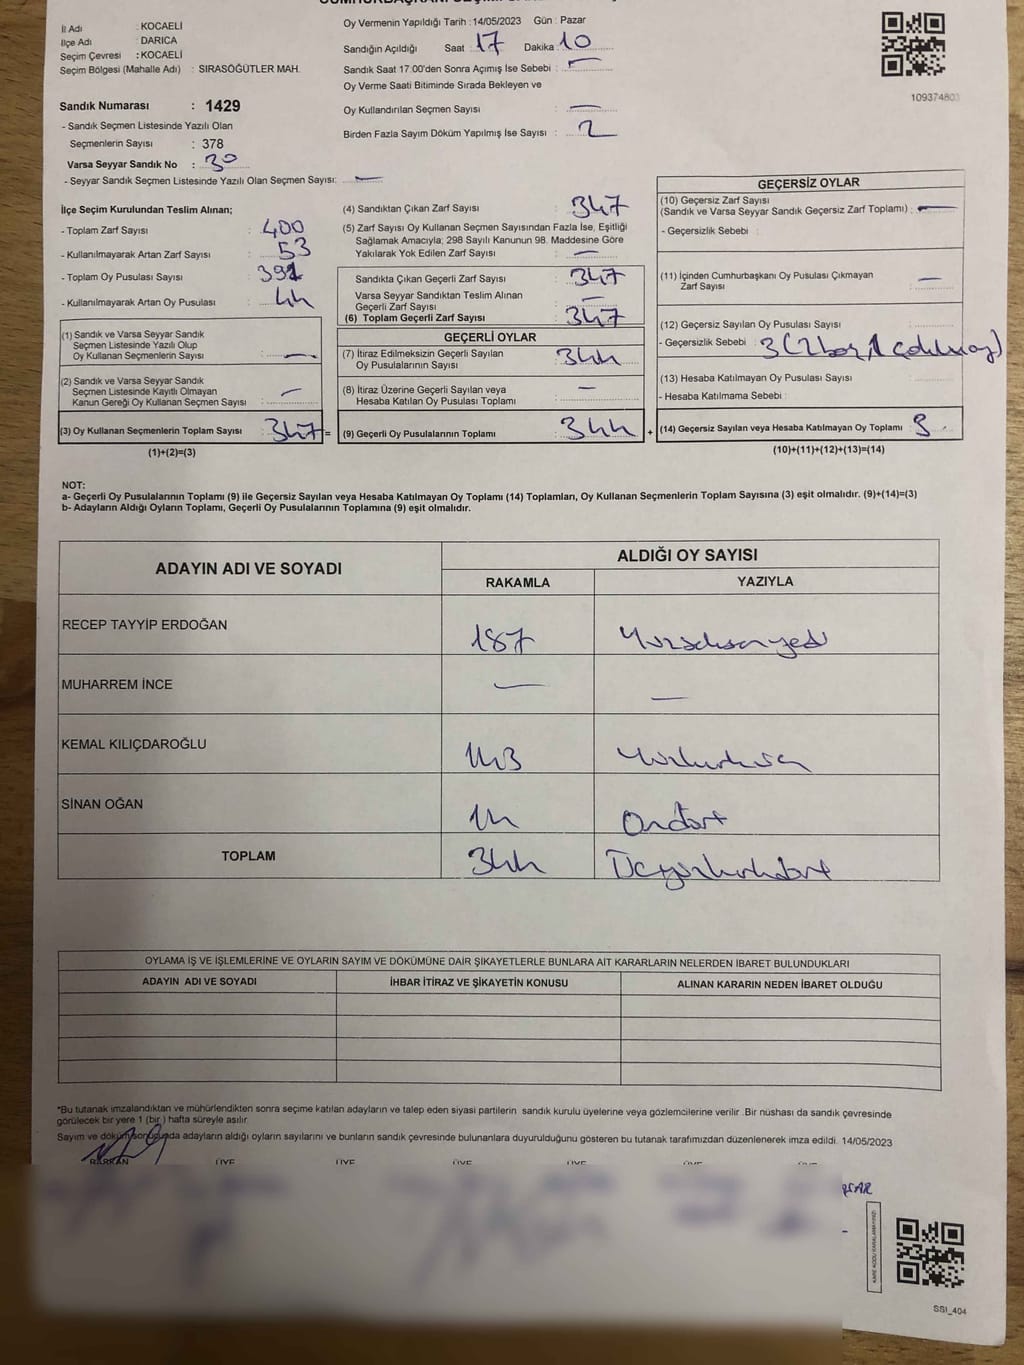 İl Adı : KOCAELİ
İlçe Adı : DARICA
Seçim Çevresi : KOCAELİ
Seçim Bölgesi (Mahalle Adı) : SIRASÖĞÜTLER MAH.
Sandık Numarası : 1429
- Sandık Seçmen Listesinde Yazılı Olan
Seçmenlerin Sayısı : 378
Varsa Seyyar Sandık No : 30
- Seyyar Sandık Seçmen Listesinde Yazılı Olan Seçmen Sayısı: —
Oy Vermenin Yapıldığı Tarih : 14/05/2023 Gün : Pazar
Sandığın Açıldığı Saat 17 Dakika : 10
Sandık Saat 17:00'den Sonra Açımış İse Sebebi : —
Oy Verme Saati Bitiminde Sırada Bekleyen ve
Oy Kullandırılan Seçmen Sayısı : —
Birden Fazla Sayım Döküm Yapılmış İse Sayısı : 2
109374803
İlçe Seçim Kurulundan Teslim Alınan;
- Toplam Zarf Sayısı : 400
- Kullanılmayarak Artan Zarf Sayısı : 53
- Toplam Oy Pusulası Sayısı : 391
- Kullanılmayarak Artan Oy Pusulası : 44
(1) Sandık ve Varsa Seyyar Sandık
Seçmen Listesinde Yazılı Olup
Oy Kullanan Seçmenlerin Sayısı : —
(2) Sandık ve Varsa Seyyar Sandık
Seçmen Listesinde Kayıtlı Olmayan
Kanun Gereği Oy Kullanan Seçmen Sayısı : —
(3) Oy Kullanan Seçmenlerin Toplam Sayısı : 347 =
(1)+(2)=(3)
(4) Sandıktan Çıkan Zarf Sayısı : 347
(5) Zarf Sayısı Oy Kullanan Seçmen Sayısından Fazla İse, Eşitliği
Sağlamak Amacıyla; 298 Sayılı Kanunun 98. Maddesine Göre
Yakılarak Yok Edilen Zarf Sayısı : —
Sandıkta Çıkan Geçerli Zarf Sayısı : 347
Varsa Seyyar Sandıktan Teslim Alınan
Geçerli Zarf Sayısı : —
(6) Toplam Geçerli Zarf Sayısı : 347
GEÇERLİ OYLAR
(7) İtiraz Edilmeksizin Geçerli Sayılan
Oy Pusulalarının Sayısı : 344
(8) İtiraz Üzerine Geçerli Sayılan veya
Hesaba Katılan Oy Pusulası Toplamı : —
(9) Geçerli Oy Pusulalarının Toplamı : 344 +
GEÇERSİZ OYLAR
(10) Geçersiz Zarf Sayısı
(Sandık ve Varsa Seyyar Sandık Geçersiz Zarf Toplamı) : —
- Geçersizlik Sebebi :
(11) İçinden Cumhurbaşkanı Oy Pusulası Çıkmayan
Zarf Sayısı : —
(12) Geçersiz Sayılan Oy Pusulası Sayısı :
- Geçersizlik Sebebi : 3 (2 boş, 1
(13) Hesaba Katılmayan Oy Pusulası Sayısı :
- Hesaba Katılmama Sebebi :
(14) Geçersiz Sayılan veya Hesaba Katılmayan Oy Toplamı : 3
(10)+(11)+(12)+(13)=(14)
NOT:
a- Geçerli Oy Pusulalarının Toplamı (9) ile Geçersiz Sayılan veya Hesaba Katılmayan Oy Toplamı (14) Toplamları, Oy Kullanan Seçmenlerin Toplam Sayısına (3) eşit olmalıdır. (9)+(14)=(3)
b- Adayların Aldığı Oyların Toplamı, Geçerli Oy Pusulalarının Toplamına (9) eşit olmalıdır.
ADAYIN ADI VE SOYADI
ALDIĞI OY SAYISI
RAKAMLA YAZIYLA
RECEP TAYYİP ERDOĞAN 187 Yüzseksenyedi
MUHARREM İNCE — —
KEMAL KILIÇDAROĞLU 143 Yüzkırküç
SİNAN OĞAN 14 Ondört
TOPLAM 344 Üçyüzkırkdört
OYLAMA İŞ VE İŞLEMLERİNE VE OYLARIN SAYIM VE DÖKÜMÜNE DAİR ŞİKAYETLERLE BUNLARA AİT KARARLARIN NELERDEN İBARET BULUNDUKLARI
ADAYIN ADI VE SOYADI İHBAR İTİRAZ VE ŞİKAYETİN KONUSU ALINAN KARARIN NEDEN İBARET OLDUĞU
*Bu tutanak imzalandıktan ve mühürlendikten sonra seçime katılan adayların ve talep eden siyasi partilerin sandık kurulu üyelerine veya gözlemcilerine verilir. Bir nüshası da sandık çevresinde
görülecek bir yere 1 (bir) hafta süreyle asılır.
Sayım ve döküm sonucunda adayların aldığı oyların sayılarını ve bunların sandık çevresinde bulunanlara duyurulduğunu gösteren bu tutanak tarafımızdan düzenlenerek imza edildi. 14/05/2023
ÜYE ÜYE ÜYE ÜYE
SSI_404